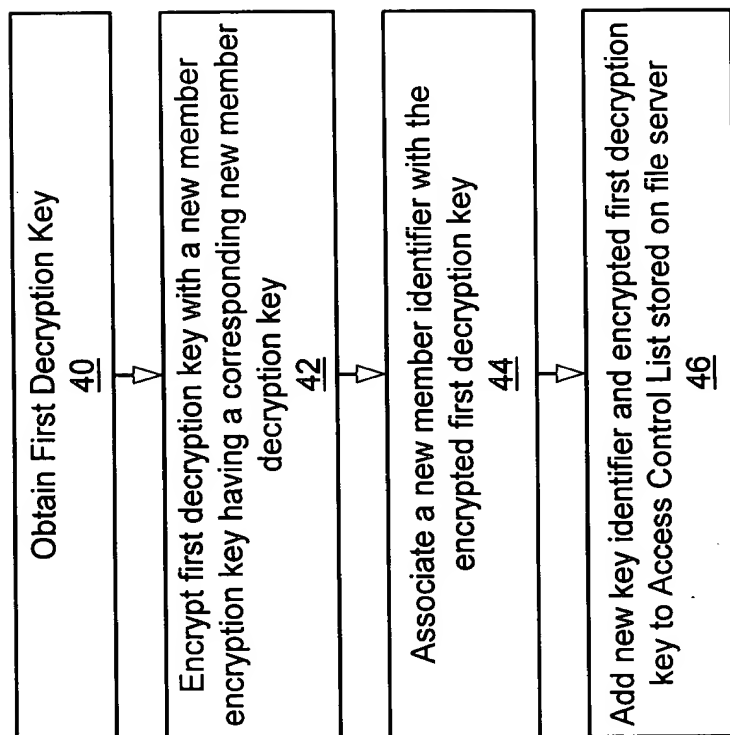 Obtain First Decryption Key
40
Encrypt first decryption key with a new member
encryption key having a corresponding new member
decryption key
42
Associate a new member identifier with the
encrypted first decryption key
44
Add new key identifier and encrypted first decryption
key to Access Control List stored on file server
46